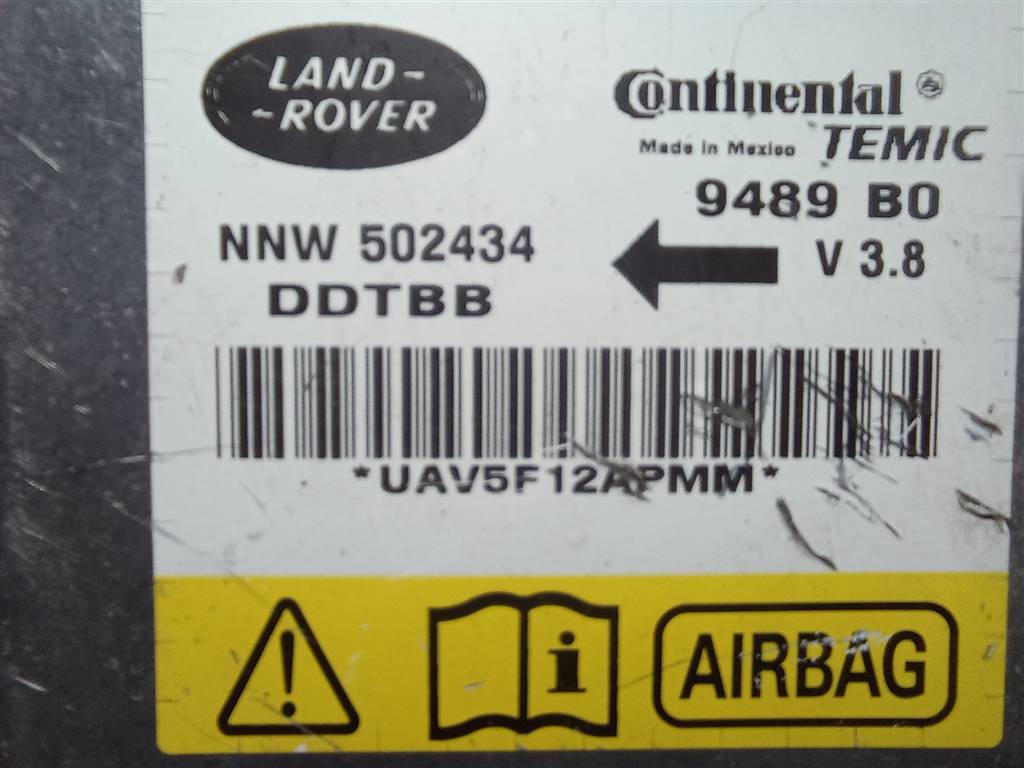 LAND-
-ROVER
Continental
Made in Mexico TEMIC
9489 B0
NNW 502434
V 3.8
DDTBB
*UAV5F12APMM*
i
AIRBAG